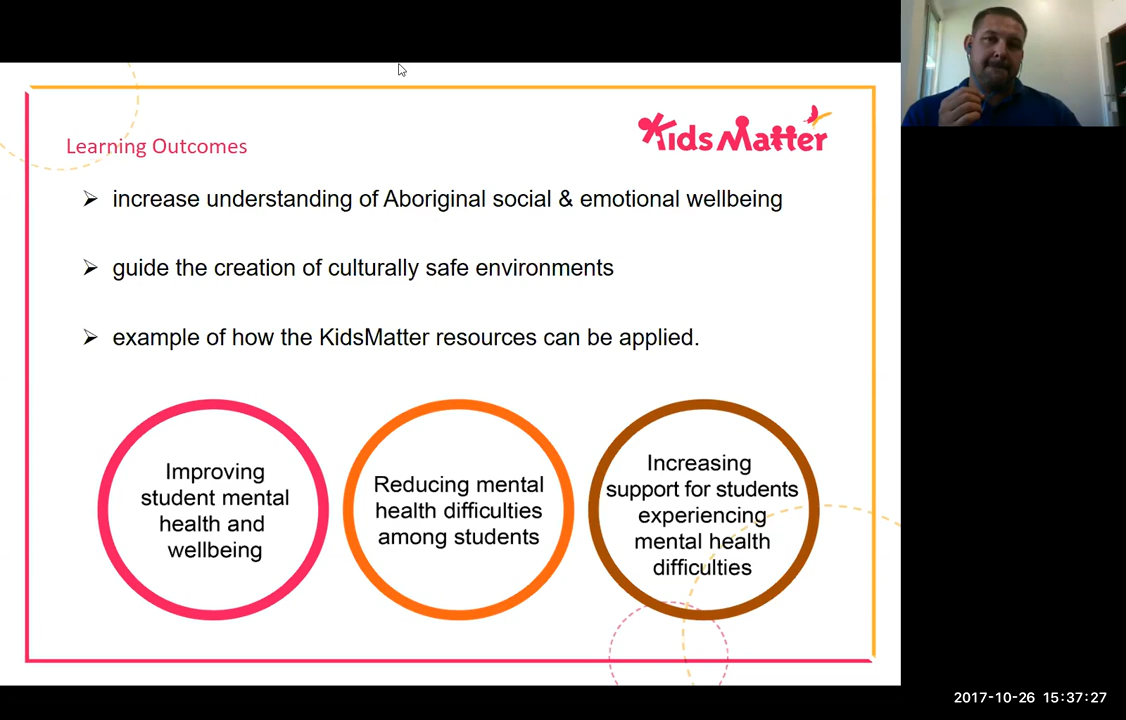 Learning Outcomes
KidsMatter
➢ increase understanding of Aboriginal social & emotional wellbeing
➢ guide the creation of culturally safe environments
➢ example of how the KidsMatter resources can be applied.
Improving
student mental
health and
wellbeing
Reducing mental
health difficulties
among students
Increasing
support for students
experiencing
mental health
difficulties
2017-10-26 15:37:27